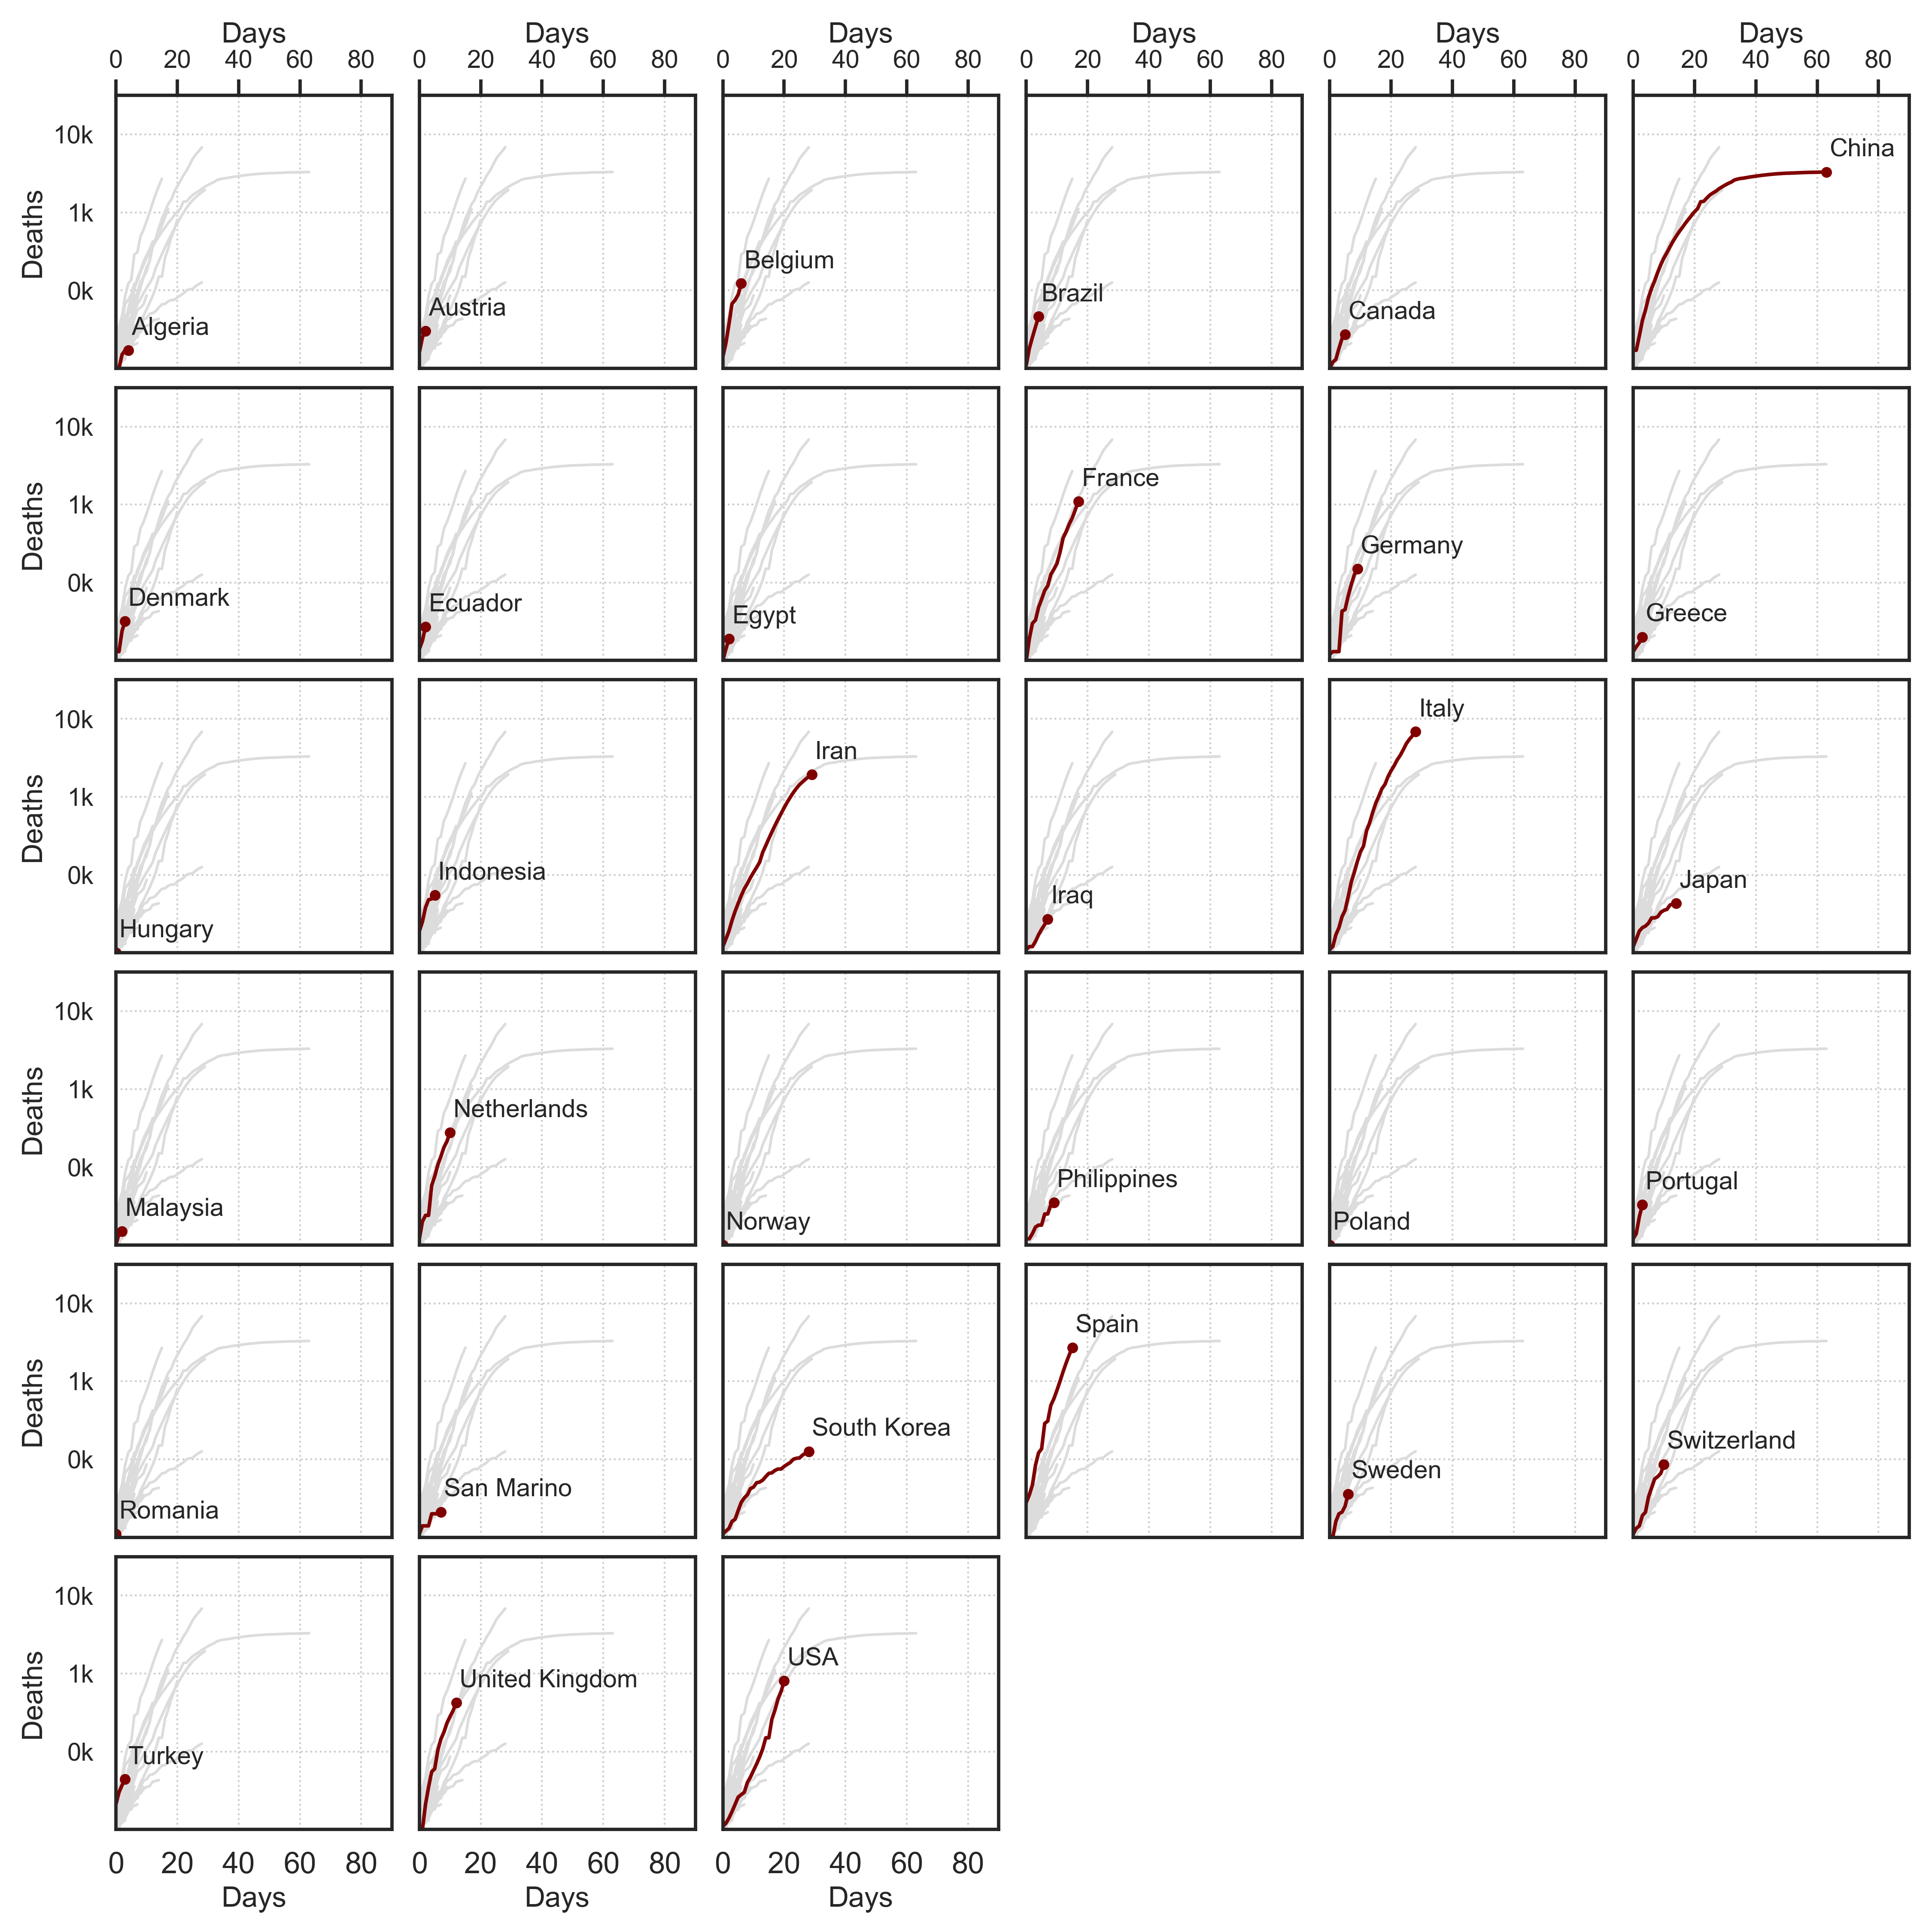 Days Days Days Days Days Days
0 20 40 60 80 0 20 40 60 80 0 20 40 60 80 0 20 40 60 80 0 20 40 60 80 0 20 40 60 80
Deaths
10k
1k
0k
Algeria
Austria
Belgium
Brazil
Canada
China
Deaths
10k
1k
0k
Denmark
Ecuador
Egypt
France
Germany
Greece
Deaths
10k
1k
0k
Hungary
Indonesia
Iran
Iraq
Italy
Japan
Deaths
10k
1k
0k
Malaysia
Netherlands
Norway
Philippines
Poland
Portugal
Deaths
10k
1k
0k
Romania
San Marino
South Korea
Spain
Sweden
Switzerland
Deaths
10k
1k
0k
Turkey
United Kingdom
USA
0 20 40 60 80 0 20 40 60 80 0 20 40 60 80
Days Days Days